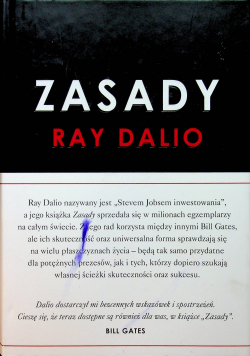 ZASADY
RAY DALIO
Ray Dalio nazywany jest „Stevem Jobsem inwestowania”,
a jego książka Zasady sprzedała się w milionach egzemplarzy
na całym świecie. Z jego rad korzysta między innymi Bill Gates,
ale ich skuteczność oraz uniwersalna forma sprawdzają się
na wielu płaszczyznach życia – będą tak samo przydatne
dla potężnych prezesów, jak i tych, którzy dopiero szukają
własnej ścieżki skuteczności oraz sukcesu.
Dalio dostarczył mi bezcennych wskazówek i spostrzeżeń.
Cieszę się, że teraz dostępne są również dla was, w książce „Zasady”.
BILL GATES